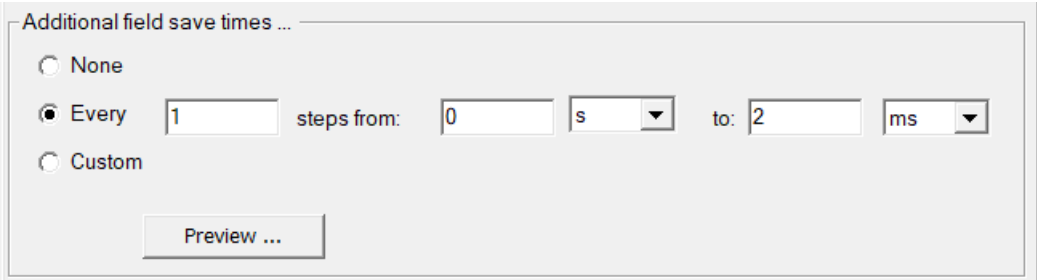 Additional field save times ...
None
Every 1 steps from: 0 s to: 2 ms
Custom
Preview ...